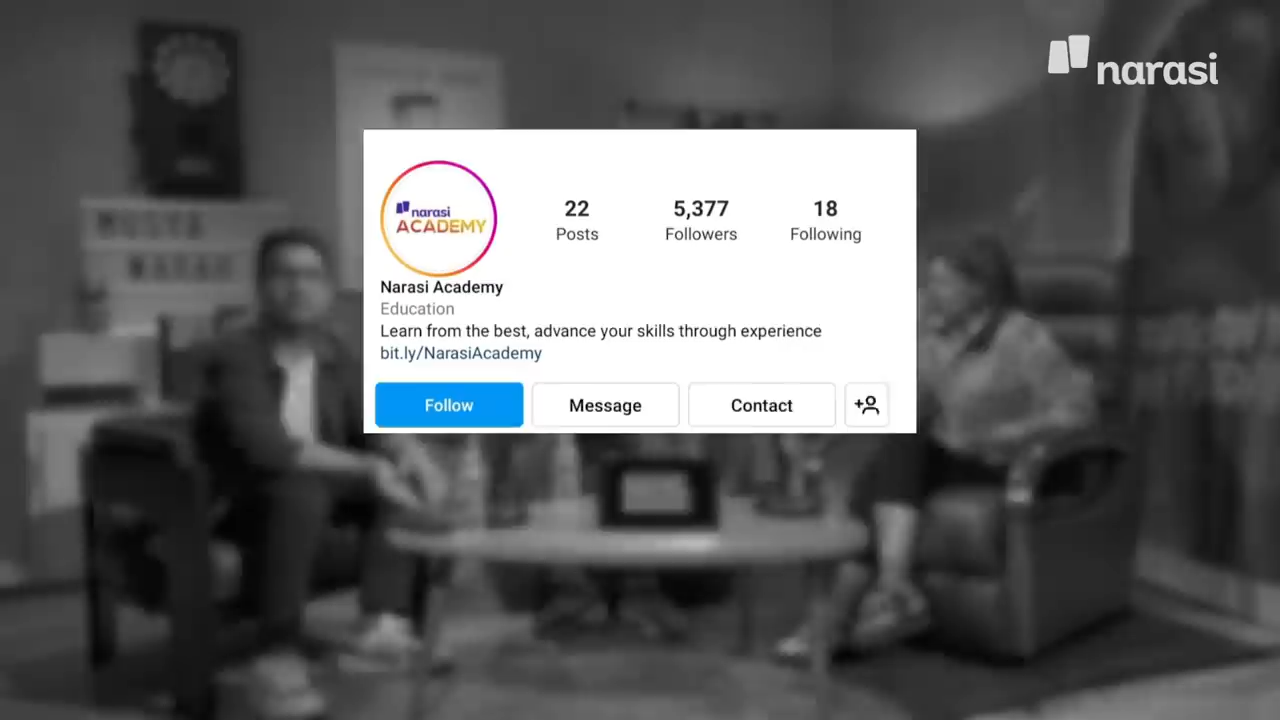 narasi
narasi
ACADEMY
22
Posts
5,377
Followers
18
Following
Narasi Academy
Education
Learn from the best, advance your skills through experience
bit.ly/NarasiAcademy
Follow
Message
Contact